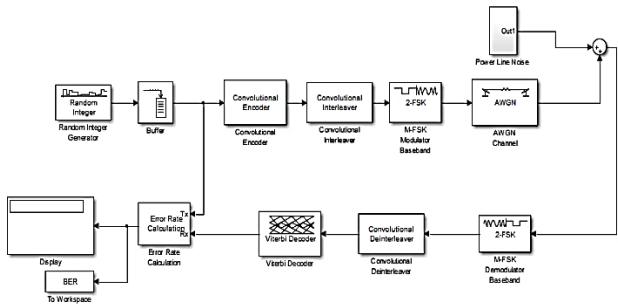 Out1
Power Line Noise
Random
Integer
Random Integer
Generator
Buffer
Convolutional
Encoder
Convolutional
Encoder
Convolutional
Interleaver
Convolutional
Interleaver
2-FSK
M-FSK
Modulator
Baseband
AWGN
AWGN
Channel
Display
BER
To Workspace
Tx
Error Rate
Calculation
Rx
Error Rate
Calculation
Viterbi Decoder
Viterbi Decoder
Convolutional
Deinterleaver
Convolutional
Deinterleaver
2-FSK
M-FSK
Demodulator
Baseband